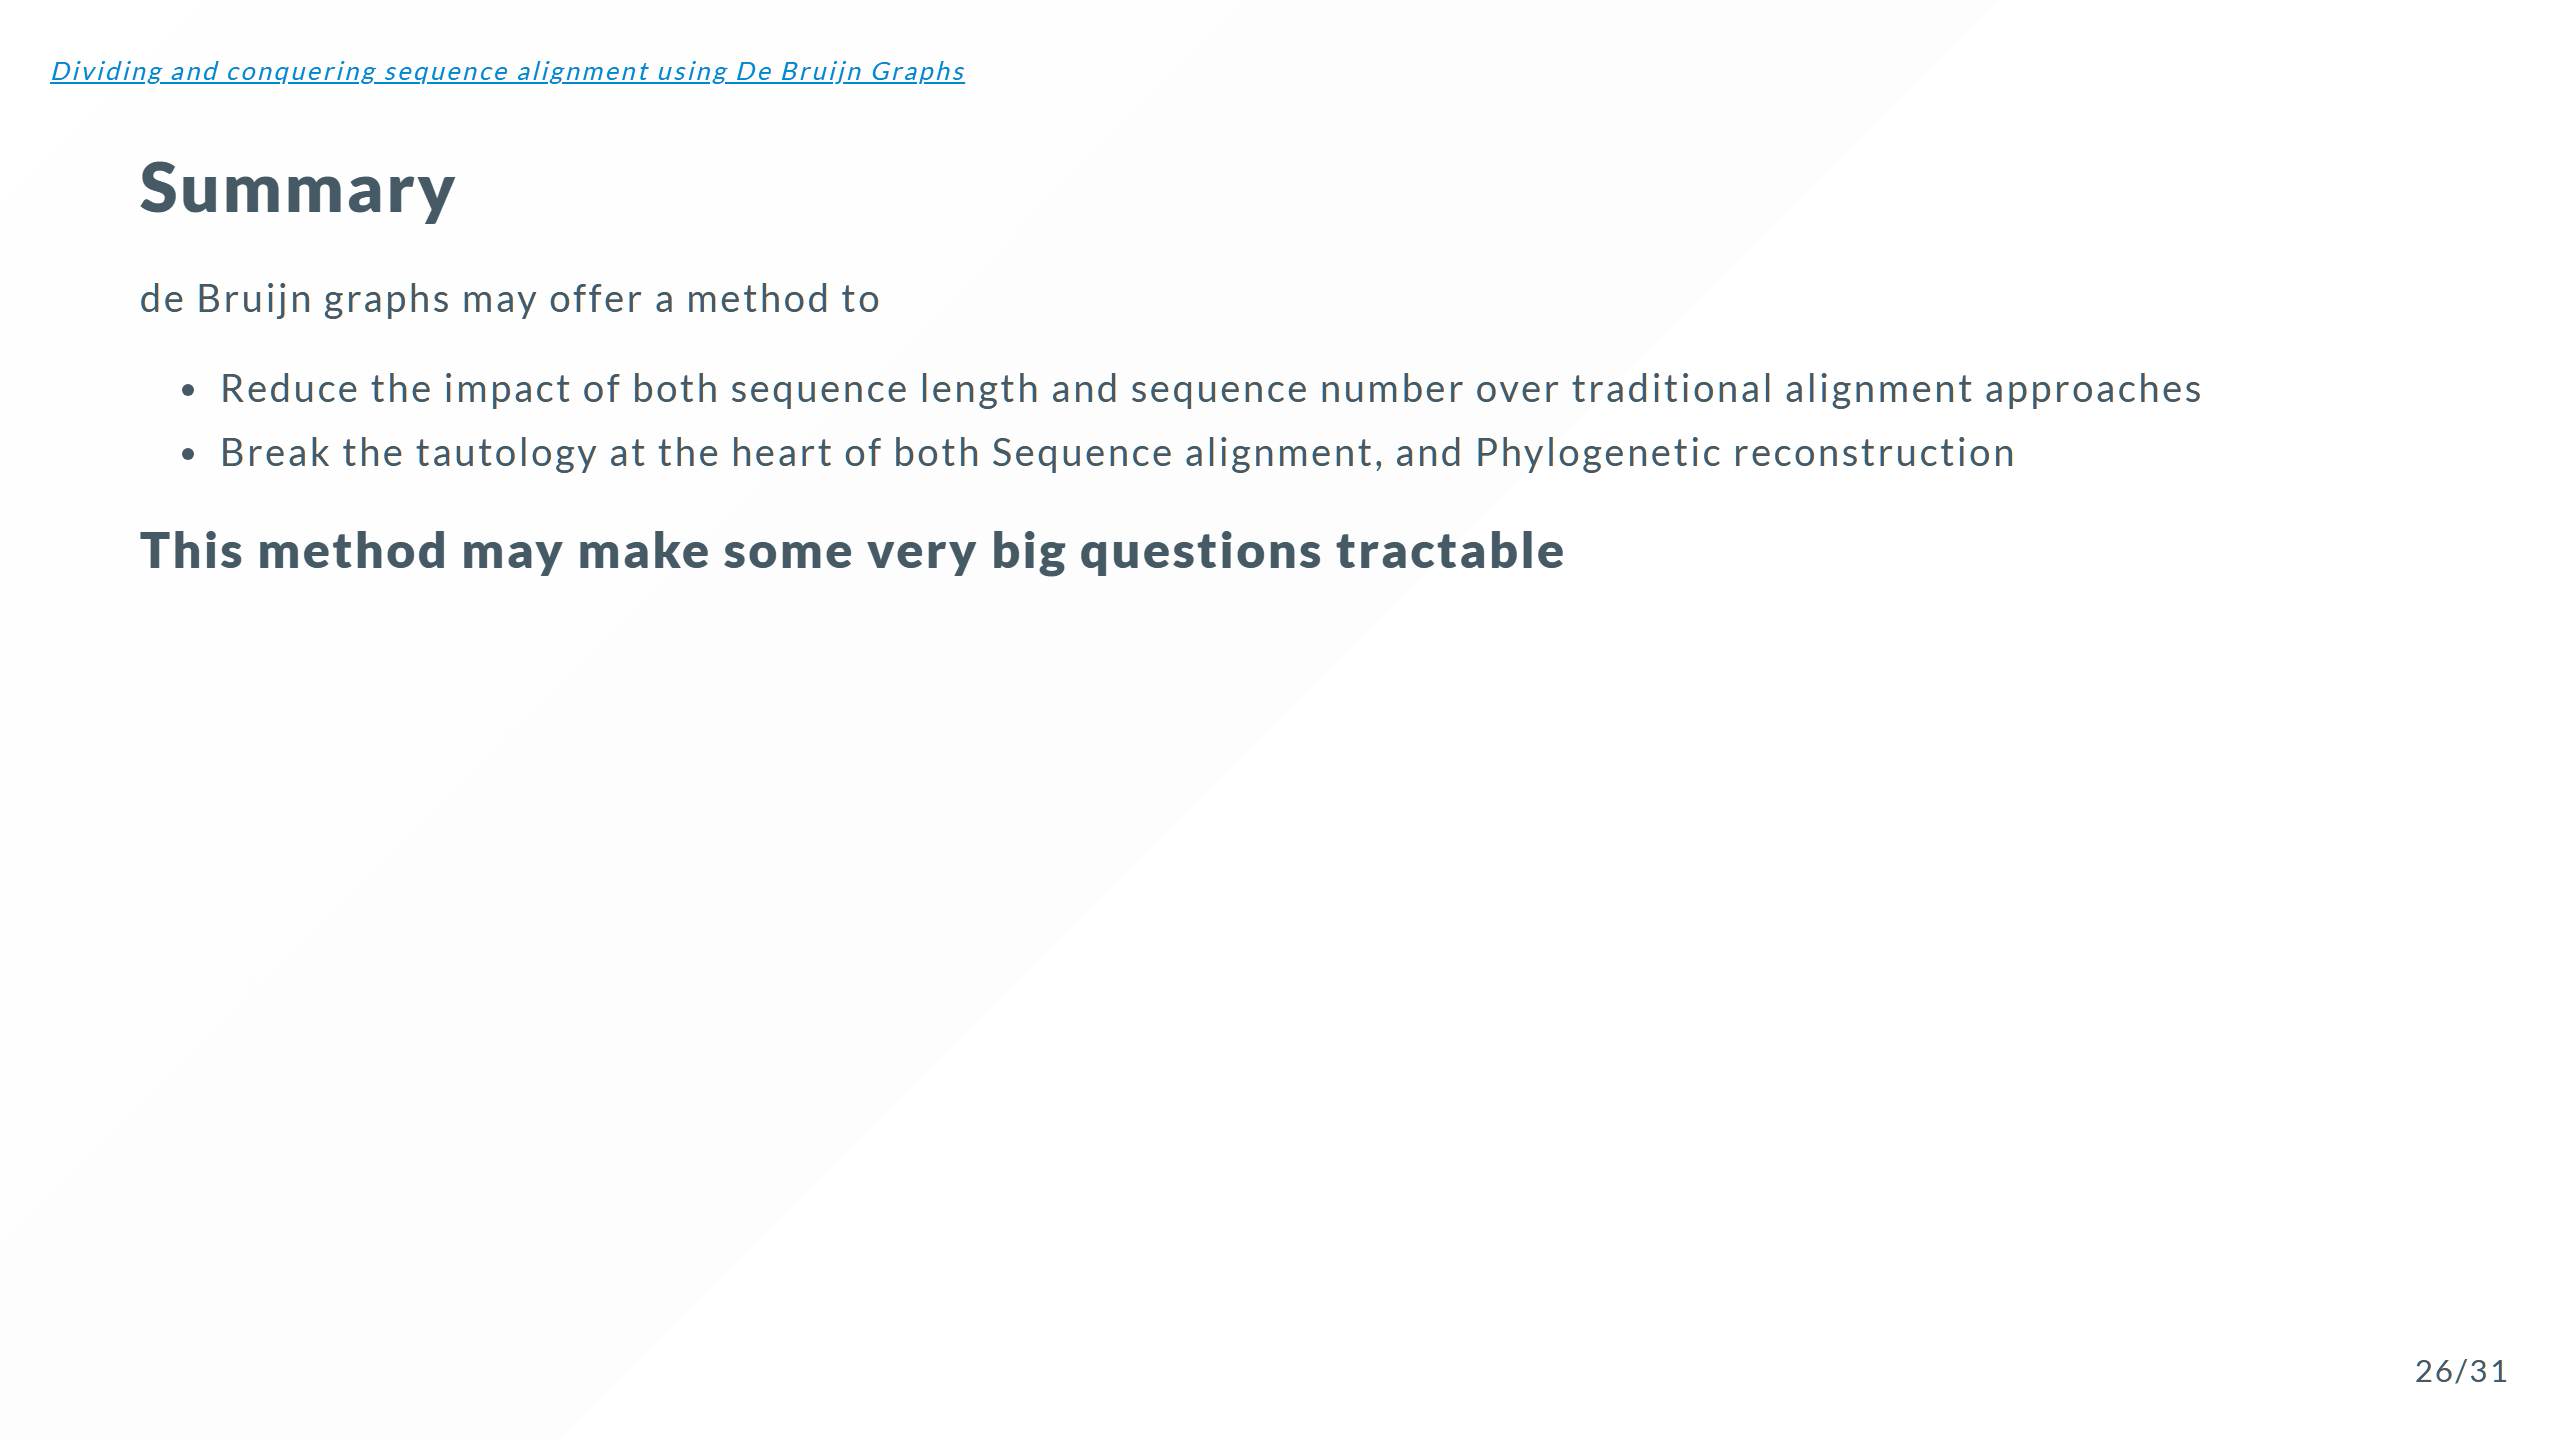 Dividing and conquering sequence alignment using De Bruijn Graphs
Summary
de Bruijn graphs may offer a method to
• Reduce the impact of both sequence length and sequence number over traditional alignment approaches
• Break the tautology at the heart of both Sequence alignment, and Phylogenetic reconstruction
This method may make some very big questions tractable
26/31